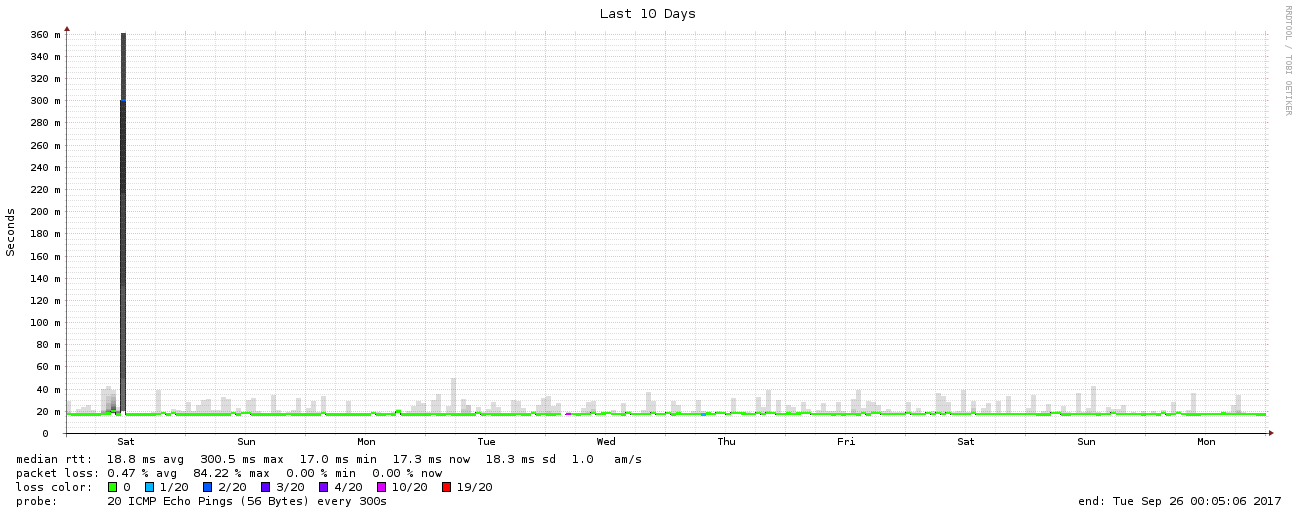 Last 10 Days
RRDTOOL / TOBI OETIKER
Seconds
360 m
340 m
320 m
300 m
280 m
260 m
240 m
220 m
200 m
180 m
160 m
140 m
120 m
100 m
80 m
60 m
40 m
20 m
0
Sat Sun Mon Tue Wed Thu Fri Sat Sun Mon
median rtt: 18.8 ms avg 300.5 ms max 17.0 ms min 17.3 ms now 18.3 ms sd 1.0 am/s
packet loss: 0.47 % avg 84.22 % max 0.00 % min 0.00 % now
loss color: 0 1/20 2/20 3/20 4/20 10/20 19/20
probe: 20 ICMP Echo Pings (56 Bytes) every 300s end: Tue Sep 26 00:05:06 2017